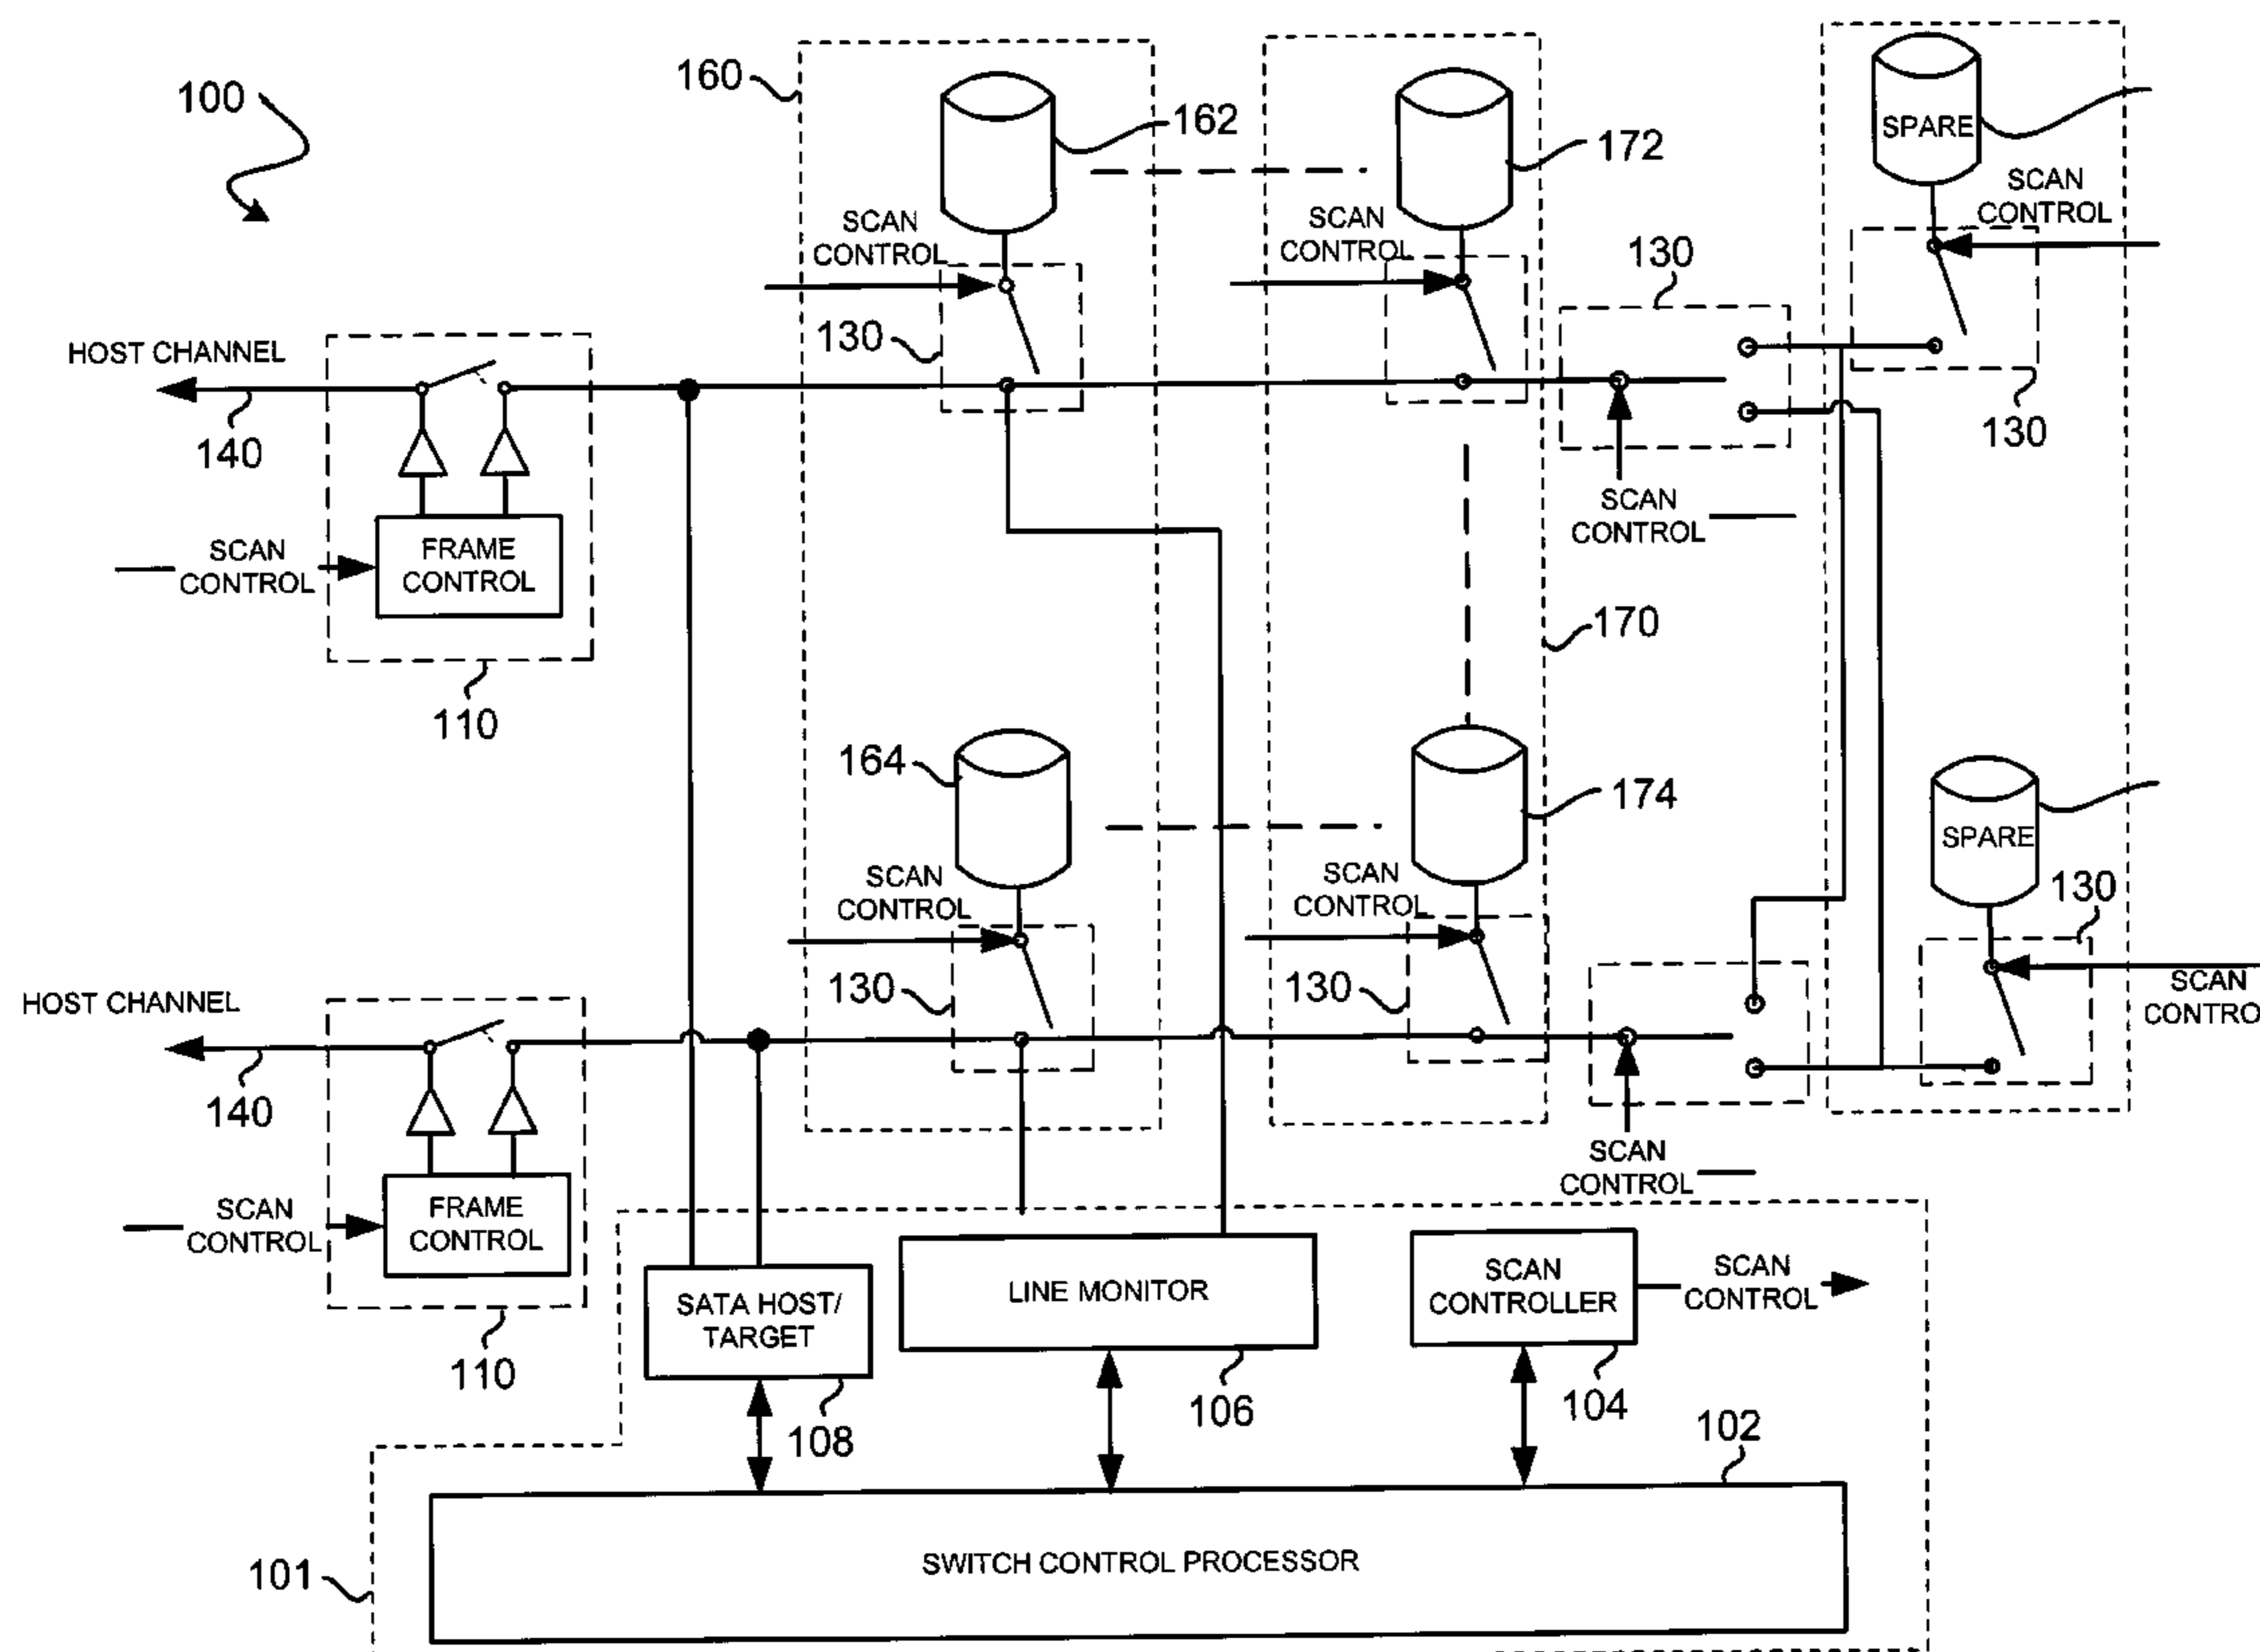 100
160
162
172
SPARE
SCAN
CONTROL
SCAN
CONTROL
SCAN
CONTROL
130
130
130
HOST CHANNEL
140
SCAN
CONTROL
FRAME
CONTROL
SCAN
CONTROL
110
170
164
174
SPARE
SCAN
CONTROL
SCAN
CONTROL
130
130
130
SCAN
CONTRO
HOST CHANNEL
140
SCAN
CONTROL
SCAN
CONTROL
FRAME
CONTROL
110
SATA HOST/
TARGET
LINE MONITOR
SCAN
CONTROLLER
SCAN
CONTROL
108
106
104
102
101
SWITCH CONTROL PROCESSOR